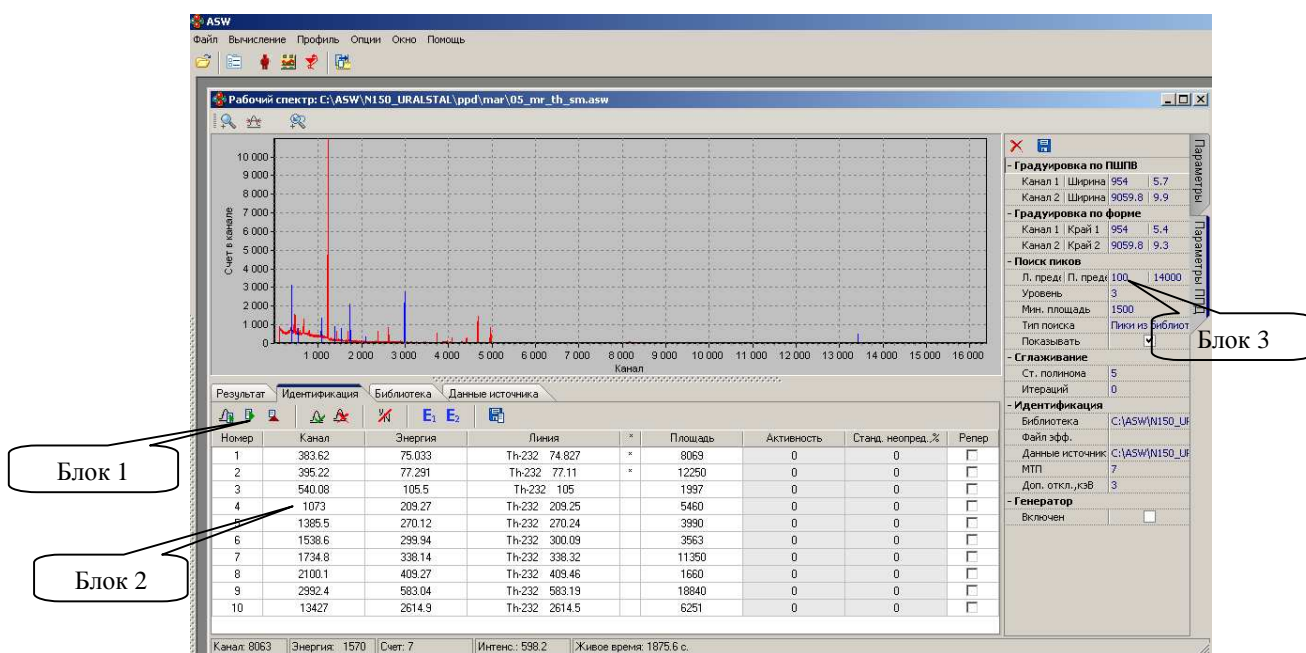 ASW
Файл Вычисление Профиль Опции Окно Помощь
Рабочий спектр: C:\ASW\N150_URALSTAL\ppd\mar\05_mr_th_sm.asw
10 000
9 000
8 000
7 000
6 000
5 000
4 000
3 000
2 000
1 000
0
Счет в канале
1 000 2 000 3 000 4 000 5 000 6 000 7 000 8 000 9 000 10 000 11 000 12 000 13 000 14 000 15 000 16 000
Канал
Параметры
Параметры ППД
- Градуировка по ПШПВ
Канал 1 Ширина 954 5.7
Канал 2 Ширина 9059.8 9.9
- Градуировка по форме
Канал 1 Край 1 954 5.4
Канал 2 Край 2 9059.8 9.3
- Поиск пиков
Л. преде П. преде 100 14000
Уровень 3
Мин. площадь 1500
Тип поиска Пики из библиот
Показывать
- Сглаживание
Ст. полинома 5
Итераций 0
- Идентификация
Библиотека C:\ASW\N150_UF
Файл эфф.
Данные источник C:\ASW\N150_UF
МТП 7
Доп. откл.,кэВ 3
- Генератор
Включен
Блок 3
Результат Идентификация Библиотека Данные источника
E1 E2
Номер Канал Энергия Линия * Площадь Активность Станд. неопред.,% Репер
1 383.62 75.033 Th-232 74.827 * 8069 0 0
2 395.22 77.291 Th-232 77.11 * 12250 0 0
3 540.08 105.5 Th-232 105 1997 0 0
4 1073 209.27 Th-232 209.25 5460 0 0
5 1385.5 270.12 Th-232 270.24 3990 0 0
6 1538.6 299.94 Th-232 300.09 3563 0 0
7 1734.8 338.14 Th-232 338.32 11350 0 0
8 2100.1 409.27 Th-232 409.46 1660 0 0
9 2992.4 583.04 Th-232 583.19 18840 0 0
10 13427 2614.9 Th-232 2614.5 6251 0 0
Блок 1
Блок 2
Канал: 8063 Энергия: 1570 Счет: 7 Интенс.: 598.2 Живое время: 1875.6 с.